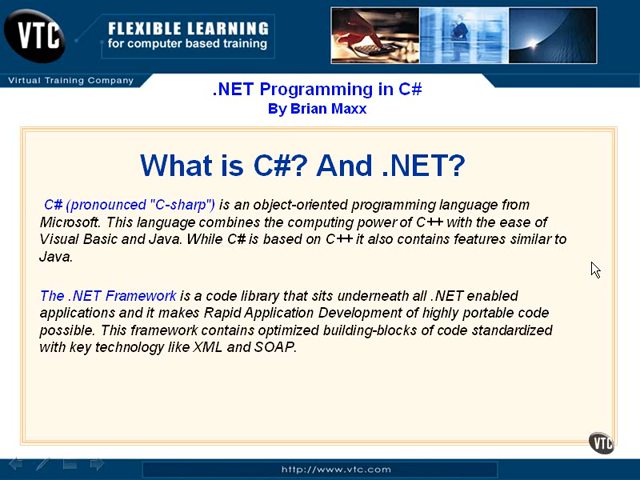 VTC
FLEXIBLE LEARNING
for computer based training
Virtual Training Company
.NET Programming in C#
By Brian Maxx
What is C#? And .NET?
C# (pronounced "C-sharp") is an object-oriented programming language from
Microsoft. This language combines the computing power of C++ with the ease of
Visual Basic and Java. While C# is based on C++ it also contains features similar to
Java.
The .NET Framework is a code library that sits underneath all .NET enabled
applications and it makes Rapid Application Development of highly portable code
possible. This framework contains optimized building-blocks of code standardized
with key technology like XML and SOAP.
VTC
http://www.vtc.com